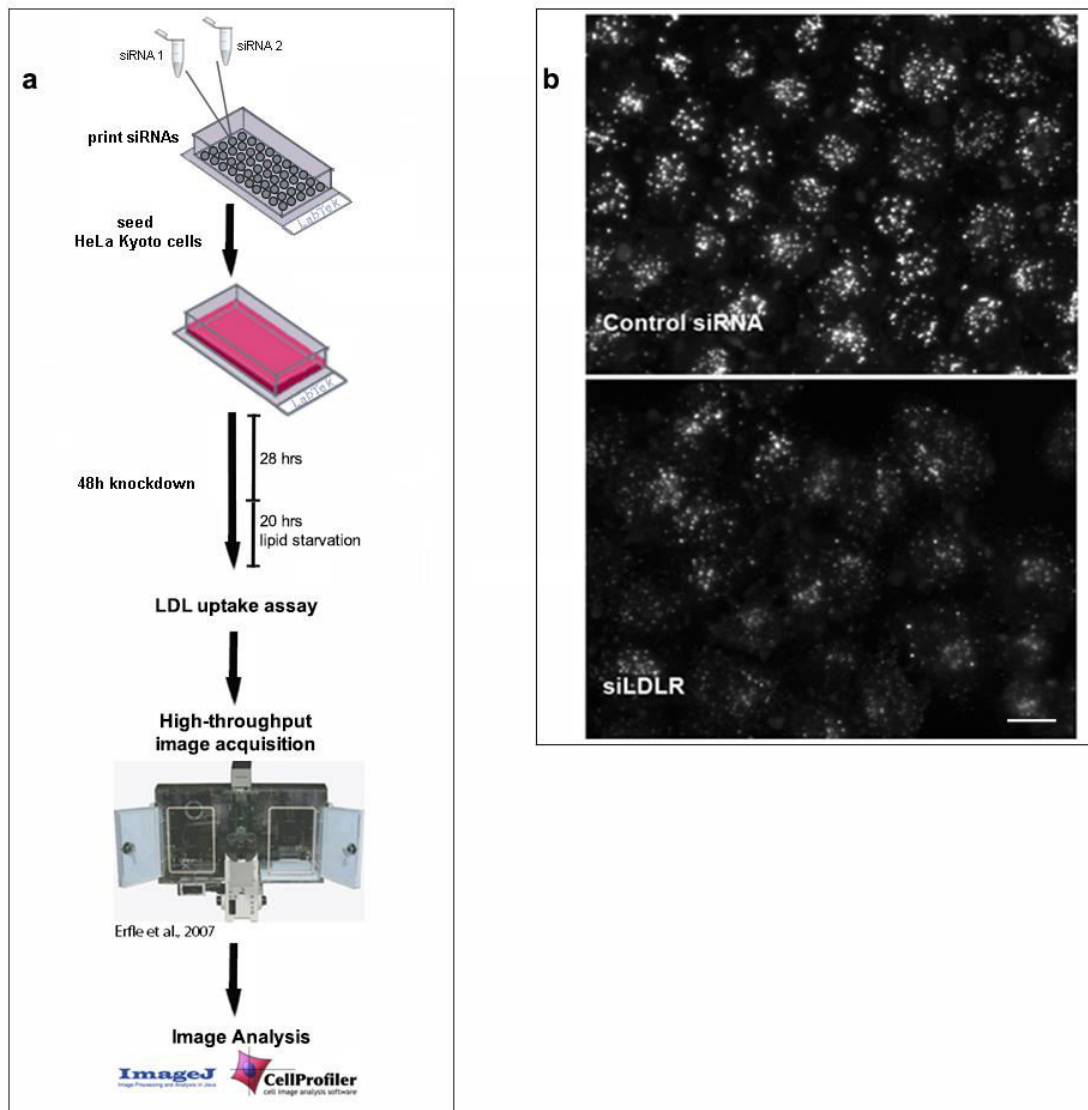 a
siRNA 1
siRNA 2
print siRNAs
LabTek
seed
HeLa Kyoto cells
LabTek
48h knockdown
28 hrs
20 hrs
lipid starvation
LDL uptake assay
High-throughput
image acquisition
Erfle et al., 2007
Image Analysis
ImageJ
Image Processing and Analysis in Java
CellProfiler
cell image analysis software
b
Control siRNA
siLDLR